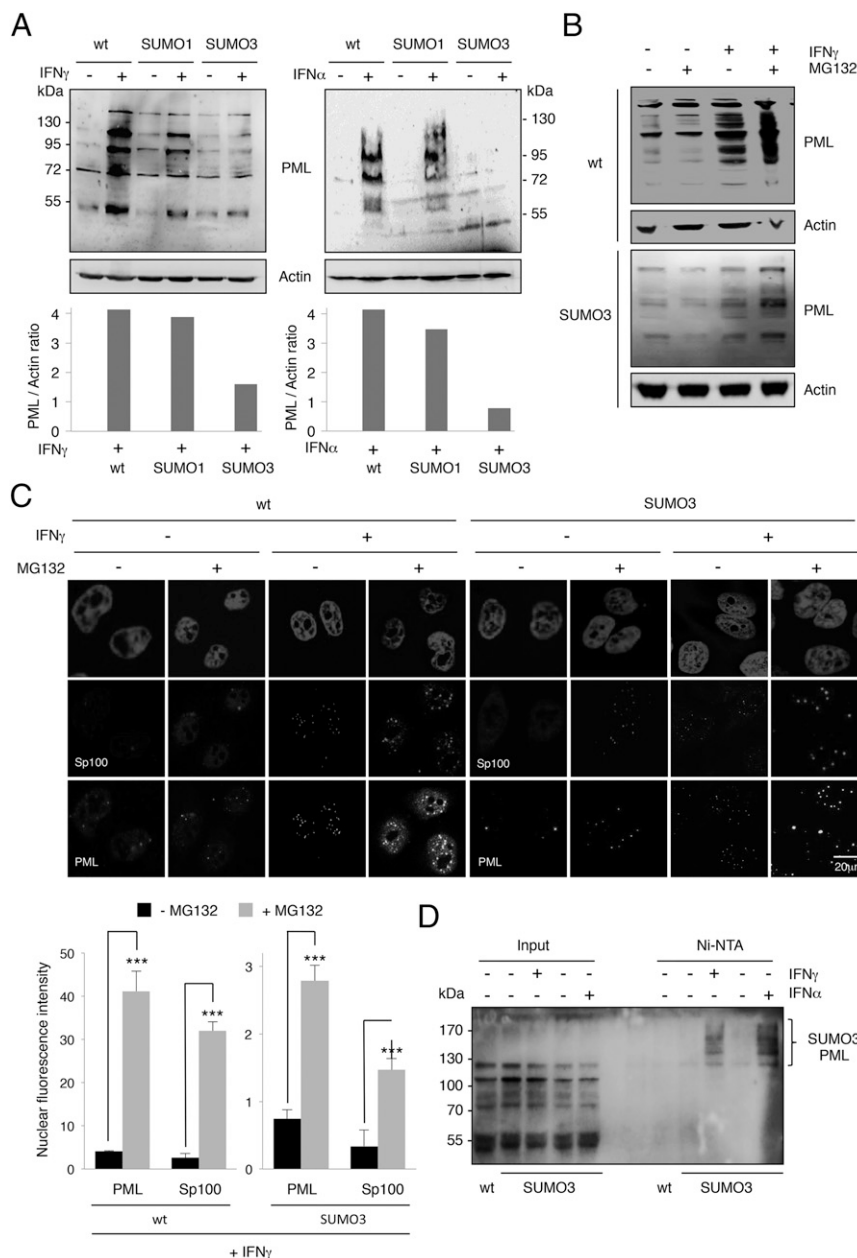 A
wt SUMO1 SUMO3
IFNγ - + - + - +
kDa
130
95
72
55
wt SUMO1 SUMO3
IFNα - + - + - +
kDa
130
95
72
55
PML
Actin
PML / Actin ratio
4
3
2
1
0
IFNγ + + +
wt SUMO1 SUMO3
PML / Actin ratio
4
3
2
1
0
IFNα + + +
wt SUMO1 SUMO3
B
- - + + IFNγ
- + - + MG132
wt
PML
Actin
SUMO3
PML
Actin
C
wt SUMO3
IFNγ - + - +
MG132 - + - + - + - +
Sp100 Sp100
PML PML
20μ
- MG132 + MG132
Nuclear fluorescence intensity
50
40
30
20
10
0
*** ***
PML Sp100
wt
3
2
1
0
*** ***
PML Sp100
SUMO3
+ IFNγ
D
Input Ni-NTA
- - + - - - - + - - IFNγ
- - - - + - - - - + IFNα
kDa
170
130
100
70
55
SUMO3
PML
wt SUMO3 wt SUMO3